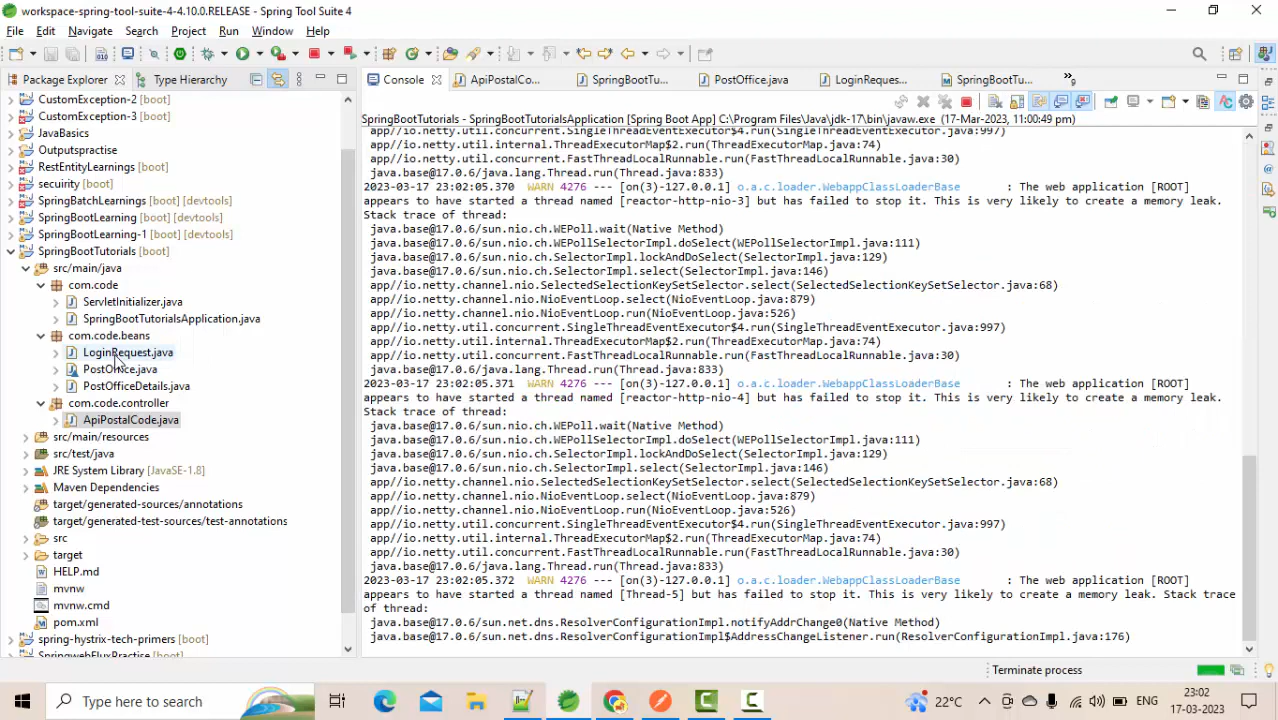 workspace-spring-tool-suite-4-4.10.0.RELEASE - Spring Tool Suite 4
File Edit Navigate Search Project Run Window Help
Package Explorer Type Hierarchy
Console ApiPostalCo... SpringBootTu... PostOffice.java LoginReques... SpringBootTu... »9
CustomException-2 [boot]
CustomException-3 [boot]
JavaBasics
Outputspractise
RestEntityLearnings [boot]
secuirity [boot]
SpringBatchLearnings [boot] [devtools]
SpringBootLearning [boot] [devtools]
SpringBootLearning-1 [boot] [devtools]
SpringBootTutorials [boot]
src/main/java
com.code
ServletInitializer.java
SpringBootTutorialsApplication.java
com.code.beans
LoginRequest.java
PostOffice.java
PostOfficeDetails.java
com.code.controller
ApiPostalCode.java
src/main/resources
src/test/java
JRE System Library [JavaSE-1.8]
Maven Dependencies
target/generated-sources/annotations
target/generated-test-sources/test-annotations
src
target
HELP.md
mvnw
mvnw.cmd
pom.xml
spring-hystrix-tech-primers [boot]
SpringwebFluxPractise [boot]
SpringBootTutorials - SpringBootTutorialsApplication [Spring Boot App] C:\Program Files\Java\jdk-17\bin\javaw.exe (17-Mar-2023, 11:00:49 pm)
app//io.netty.util.concurrent.SingleThreadEventExecutor$4.run(SingleThreadEventExecutor.java:997)
app//io.netty.util.internal.ThreadExecutorMap$2.run(ThreadExecutorMap.java:74)
app//io.netty.util.concurrent.FastThreadLocalRunnable.run(FastThreadLocalRunnable.java:30)
java.base@17.0.6/java.lang.Thread.run(Thread.java:833)
2023-03-17 23:02:05.370 WARN 4276 --- [on(3)-127.0.0.1] o.a.c.loader.WebappClassLoaderBase : The web application [ROOT]
appears to have started a thread named [reactor-http-nio-3] but has failed to stop it. This is very likely to create a memory leak.
Stack trace of thread:
java.base@17.0.6/sun.nio.ch.WEPoll.wait(Native Method)
java.base@17.0.6/sun.nio.ch.WEPollSelectorImpl.doSelect(WEPollSelectorImpl.java:111)
java.base@17.0.6/sun.nio.ch.SelectorImpl.lockAndDoSelect(SelectorImpl.java:129)
java.base@17.0.6/sun.nio.ch.SelectorImpl.select(SelectorImpl.java:146)
app//io.netty.channel.nio.SelectedSelectionKeySetSelector.select(SelectedSelectionKeySetSelector.java:68)
app//io.netty.channel.nio.NioEventLoop.select(NioEventLoop.java:879)
app//io.netty.channel.nio.NioEventLoop.run(NioEventLoop.java:526)
app//io.netty.util.concurrent.SingleThreadEventExecutor$4.run(SingleThreadEventExecutor.java:997)
app//io.netty.util.internal.ThreadExecutorMap$2.run(ThreadExecutorMap.java:74)
app//io.netty.util.concurrent.FastThreadLocalRunnable.run(FastThreadLocalRunnable.java:30)
java.base@17.0.6/java.lang.Thread.run(Thread.java:833)
2023-03-17 23:02:05.371 WARN 4276 --- [on(3)-127.0.0.1] o.a.c.loader.WebappClassLoaderBase : The web application [ROOT]
appears to have started a thread named [reactor-http-nio-4] but has failed to stop it. This is very likely to create a memory leak.
Stack trace of thread:
java.base@17.0.6/sun.nio.ch.WEPoll.wait(Native Method)
java.base@17.0.6/sun.nio.ch.WEPollSelectorImpl.doSelect(WEPollSelectorImpl.java:111)
java.base@17.0.6/sun.nio.ch.SelectorImpl.lockAndDoSelect(SelectorImpl.java:129)
java.base@17.0.6/sun.nio.ch.SelectorImpl.select(SelectorImpl.java:146)
app//io.netty.channel.nio.SelectedSelectionKeySetSelector.select(SelectedSelectionKeySetSelector.java:68)
app//io.netty.channel.nio.NioEventLoop.select(NioEventLoop.java:879)
app//io.netty.channel.nio.NioEventLoop.run(NioEventLoop.java:526)
app//io.netty.util.concurrent.SingleThreadEventExecutor$4.run(SingleThreadEventExecutor.java:997)
app//io.netty.util.internal.ThreadExecutorMap$2.run(ThreadExecutorMap.java:74)
app//io.netty.util.concurrent.FastThreadLocalRunnable.run(FastThreadLocalRunnable.java:30)
java.base@17.0.6/java.lang.Thread.run(Thread.java:833)
2023-03-17 23:02:05.372 WARN 4276 --- [on(3)-127.0.0.1] o.a.c.loader.WebappClassLoaderBase : The web application [ROOT]
appears to have started a thread named [Thread-5] but has failed to stop it. This is very likely to create a memory leak. Stack trace
of thread:
java.base@17.0.6/sun.net.dns.ResolverConfigurationImpl.notifyAddrChange0(Native Method)
java.base@17.0.6/sun.net.dns.ResolverConfigurationImpl$AddressChangeListener.run(ResolverConfigurationImpl.java:176)
Terminate process
Type here to search
22°C
ENG
23:02
17-03-2023